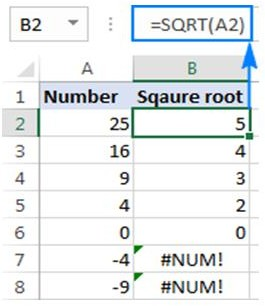 B2 =SQRT(A2)
A B
1 Number Sqaure root
2 25 5
3 16 4
4 9 3
5 4 2
6 0 0
7 -4 #NUM!
8 -9 #NUM!